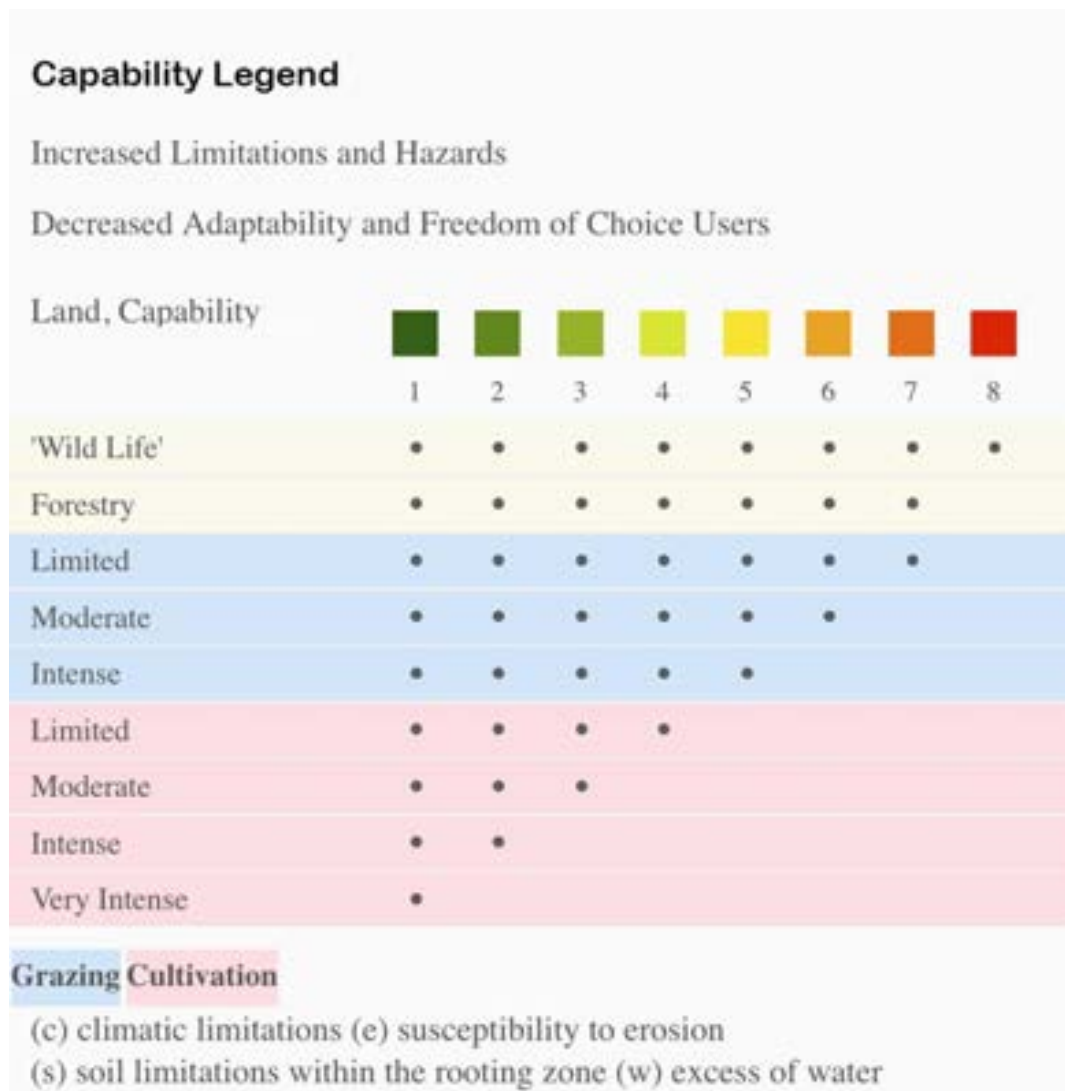 Capability Legend
Increased Limitations and Hazards
Decreased Adaptability and Freedom of Choice Users
Land, Capability
1 2 3 4 5 6 7 8
'Wild Life'
Forestry
Limited
Moderate
Intense
Limited
Moderate
Intense
Very Intense
Grazing Cultivation
(c) climatic limitations (e) susceptibility to erosion
(s) soil limitations within the rooting zone (w) excess of water